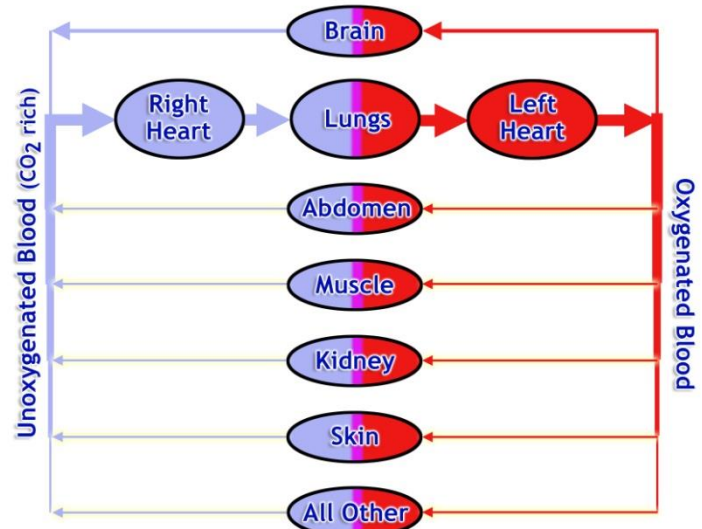 Brain
Right
Heart
Lungs
Left
Heart
Abdomen
Muscle
Kidney
Skin
All Other
Unoxygenated Blood (CO2 rich)
Oxygenated Blood